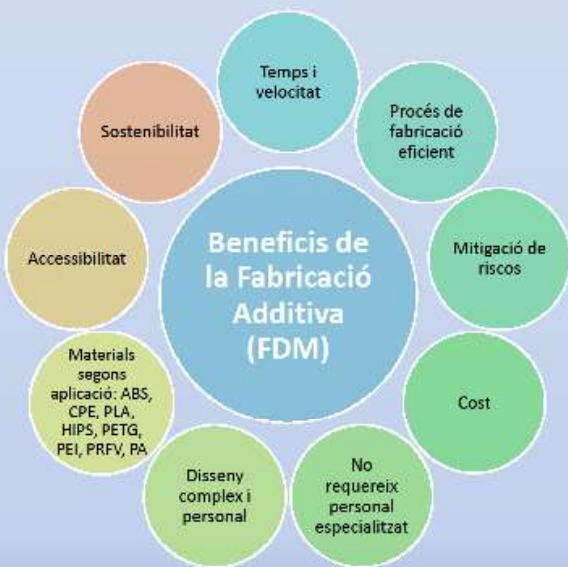 Beneficis de
la Fabricació
Additiva
(FDM)
Temps i
velocitat
Procés de
fabricació
eficient
Mitigació de
riscos
Cost
No
requereix
personal
especialitzat
Disseny
complex i
personal
Materials
segons
aplicació: ABS,
CPE, PLA,
HIPS, PETG,
PEI, PRFV, PA
Accessibilitat
Sostenibilitat